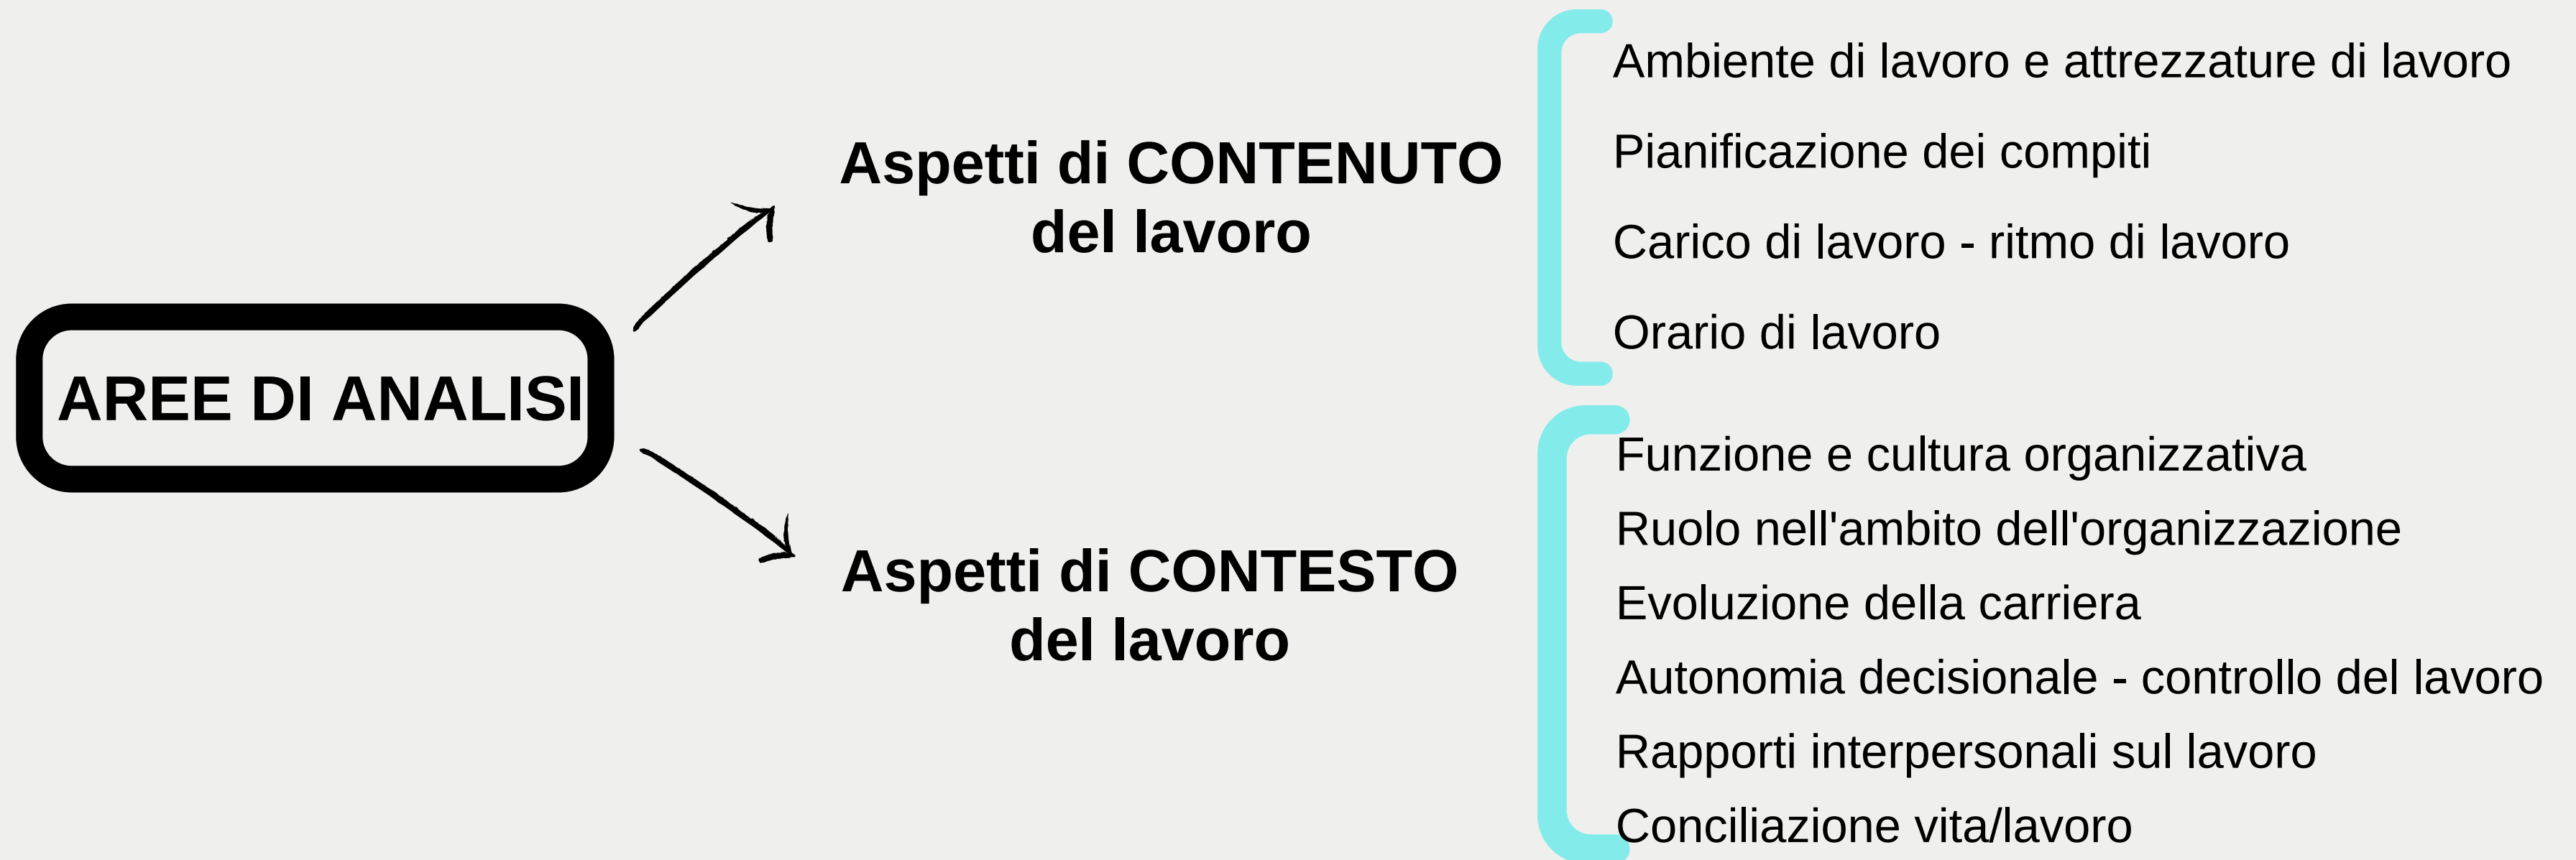 AREE DI ANALISI
Aspetti di CONTENUTO
del lavoro
Ambiente di lavoro e attrezzature di lavoro
Pianificazione dei compiti
Carico di lavoro - ritmo di lavoro
Orario di lavoro
Aspetti di CONTESTO
del lavoro
Funzione e cultura organizzativa
Ruolo nell'ambito dell'organizzazione
Evoluzione della carriera
Autonomia decisionale - controllo del lavoro
Rapporti interpersonali sul lavoro
Conciliazione vita/lavoro